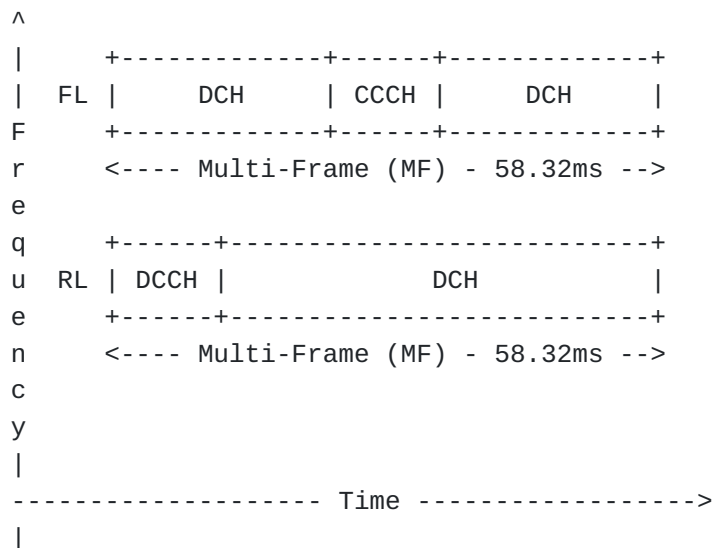 ^
|      +-------------+------+-------------+
|  FL |     DCH     | CCCH |     DCH     |
F      +-------------+------+-------------+
r      <---- Multi-Frame (MF) - 58.32ms -->
e
q      +------+---------------------------+
u  RL | DCCH |             DCH           |
e      +------+---------------------------+
n      <---- Multi-Frame (MF) - 58.32ms -->
c
y
|
-------------------- Time ------------------>
|